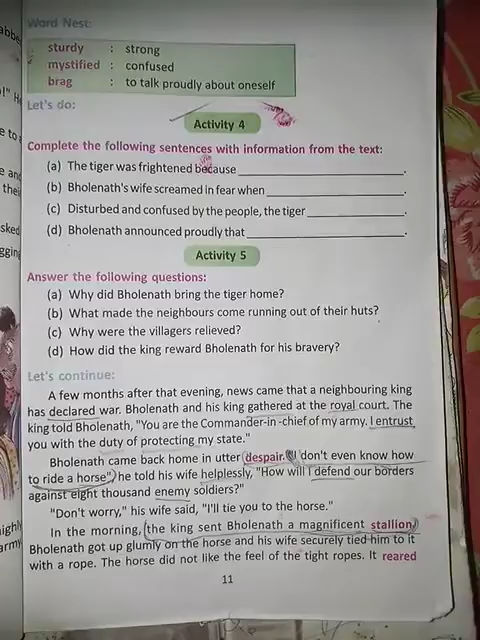 Word Nest:
sturdy : strong
mystified : confused
brag : to talk proudly about oneself
Let's do:
Activity 4
Complete the following sentences with information from the text:
(a) The tiger was frightened because ____________________.
(b) Bholenath's wife screamed in fear when ____________________.
(c) Disturbed and confused by the people, the tiger ____________________.
(d) Bholenath announced proudly that ____________________.
Activity 5
Answer the following questions:
(a) Why did Bholenath bring the tiger home?
(b) What made the neighbours come running out of their huts?
(c) Why were the villagers relieved?
(d) How did the king reward Bholenath for his bravery?
Let's continue:
A few months after that evening, news came that a neighbouring king
has declared war. Bholenath and his king gathered at the royal court. The
king told Bholenath, "You are the Commander-in -chief of my army. I entrust
you with the duty of protecting my state."
Bholenath came back home in utter despair. "I don't even know how
to ride a horse", he told his wife helplessly, "How will I defend our borders
against eight thousand enemy soldiers?"
"Don't worry," his wife said, "I'll tie you to the horse."
In the morning, the king sent Bholenath a magnificent stallion.
Bholenath got up glumly on the horse and his wife securely tied him to it
with a rope. The horse did not like the feel of the tight ropes. It reared
11